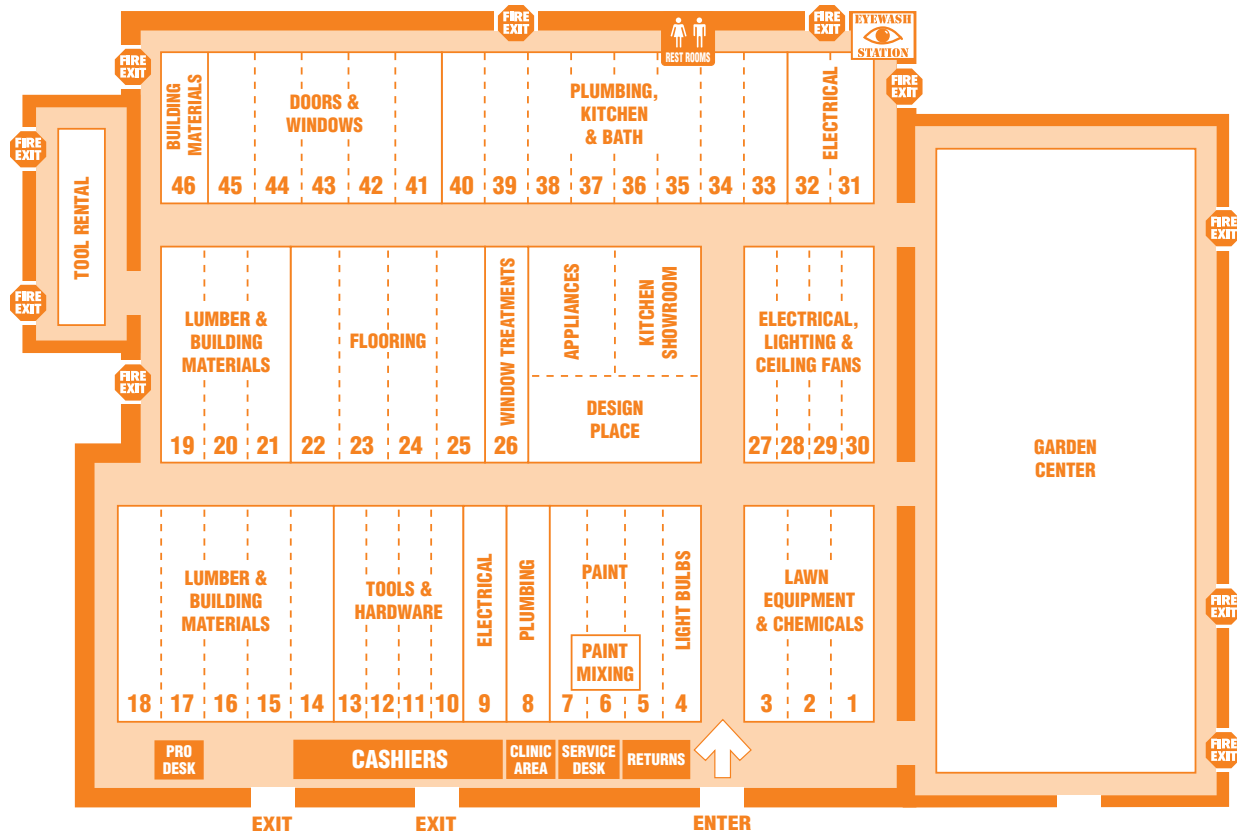 FIRE
EXIT
FIRE
EXIT
EYEWASH
STATION
REST ROOMS
FIRE
EXIT
FIRE
EXIT
BUILDING
MATERIALS
DOORS &
WINDOWS
PLUMBING,
KITCHEN
& BATH
ELECTRICAL
46 45 44 43 42 41 40 39 38 37 36 35 34 33 32 31
FIRE
EXIT
TOOL RENTAL
FIRE
EXIT
FIRE
EXIT
FIRE
EXIT
LUMBER &
BUILDING
MATERIALS
FLOORING
WINDOW TREATMENTS
APPLIANCES
KITCHEN
SHOWROOM
DESIGN
PLACE
ELECTRICAL,
LIGHTING &
CEILING FANS
19 20 21 22 23 24 25 26 27 28 29 30
GARDEN
CENTER
LUMBER &
BUILDING
MATERIALS
TOOLS &
HARDWARE
ELECTRICAL
PLUMBING
PAINT
PAINT
MIXING
LIGHT BULBS
LAWN
EQUIPMENT
& CHEMICALS
FIRE
EXIT
18 17 16 15 14 13 12 11 10 9 8 7 6 5 4 3 2 1
PRO
DESK
CASHIERS
CLINIC
AREA
SERVICE
DESK
RETURNS
FIRE
EXIT
EXIT
EXIT
ENTER